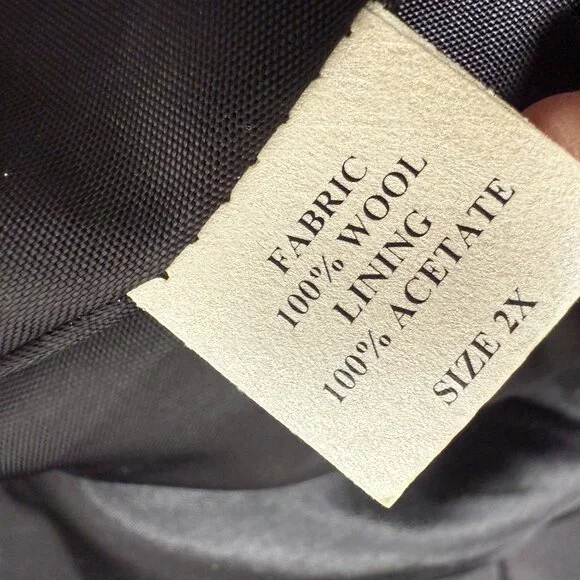 FABRIC
100% WOOL
LINING
100% ACETATE
SIZE 2X